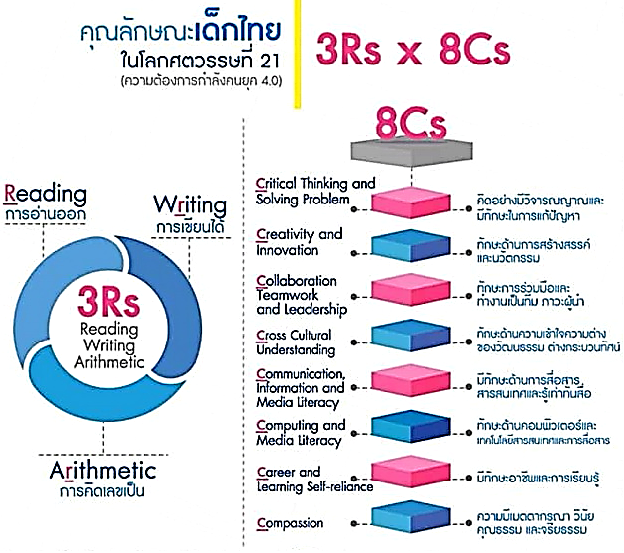 คุณลักษณะเด็กไทย
ในโลกศตวรรษที่ 21
(ความต้องการกำลังคนยุค 4.0)
3Rs x 8Cs
Reading
การอ่านออก
Writing
การเขียนได้
3Rs
Reading
Writing
Arithmetic
Arithmetic
การคิดเลขเป็น
8Cs
Critical Thinking and
Solving Problem
คิดอย่างมีวิจารณญาณและ
มีทักษะในการแก้ปัญหา
Creativity and
Innovation
ทักษะด้านการสร้างสรรค์
และนวัตกรรม
Collaboration
Teamwork
and Leadership
ทักษะการร่วมมือและ
ทำงานเป็นทีม ภาวะผู้นำ
Cross Cultural
Understanding
ทักษะด้านความเข้าใจความต่าง
ของวัฒนธรรม ต่างกระบวนทัศน์
Communication,
Information and
Media Literacy
มีทักษะด้านการสื่อสาร
สารสนเทศและรู้เท่าทันสื่อ
Computing and
Media Literacy
ทักษะด้านคอมพิวเตอร์และ
เทคโนโลยีสารสนเทศและการสื่อสาร
Career and
Learning Self-reliance
มีทักษะอาชีพและการเรียนรู้
Compassion
ความมีเมตตากรุณา วินัย
คุณธรรม และจริยธรรม